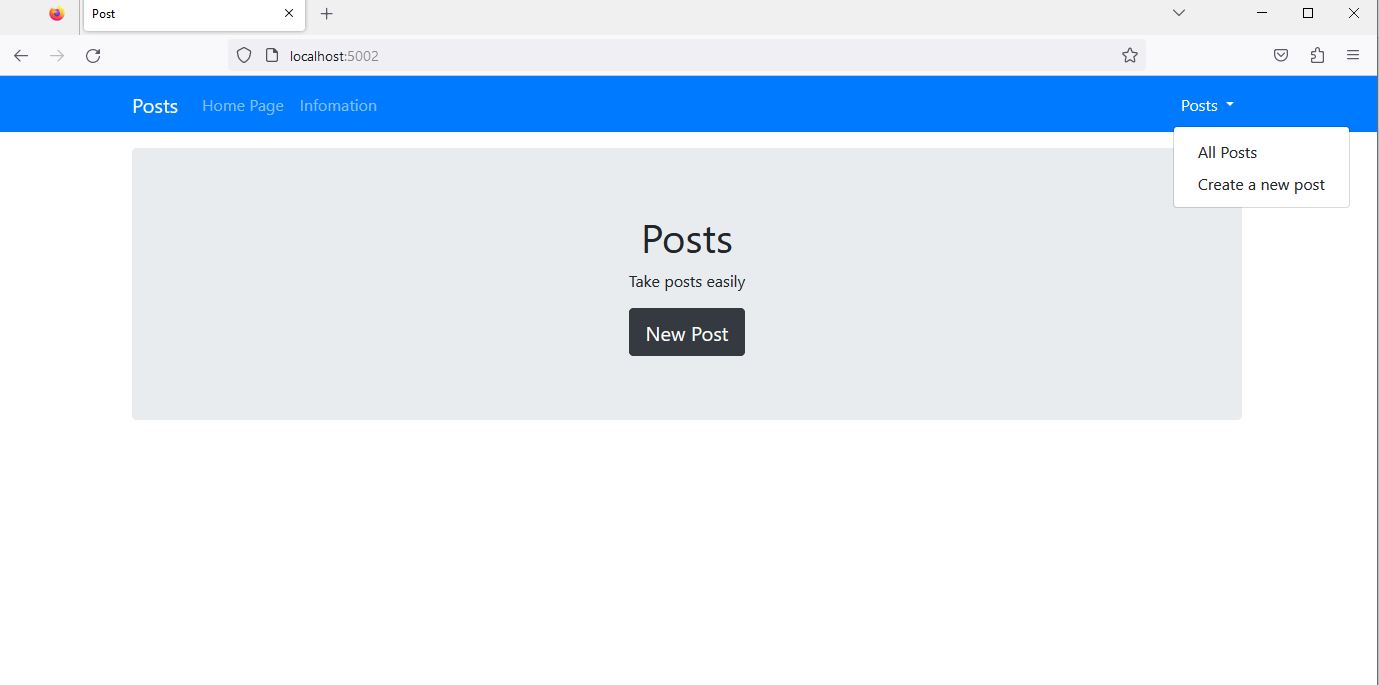 Post
localhost:5002
Posts Home Page Infomation Posts
All Posts
Create a new post
Posts
Take posts easily
New Post